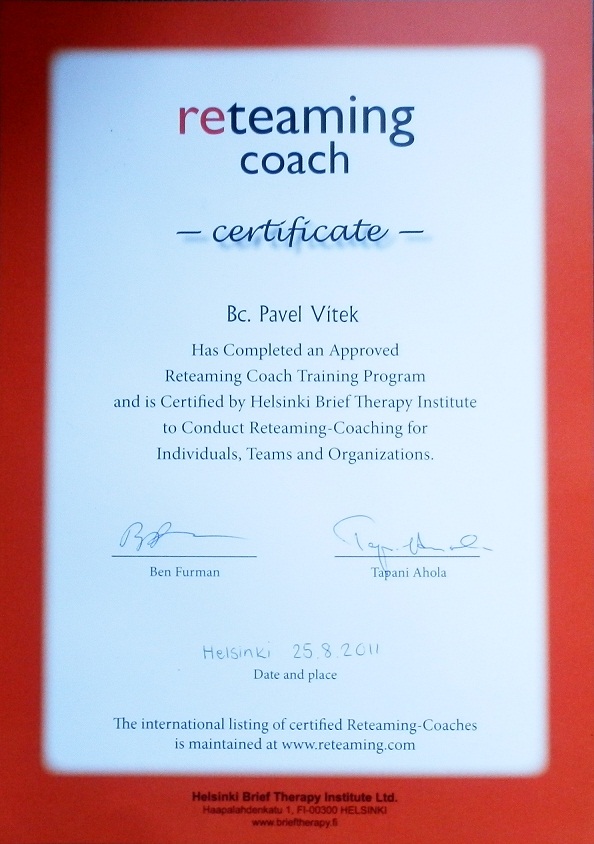 reteaming
coach
— certificate —
Bc. Pavel Vítek
Has Completed an Approved
Reteaming Coach Training Program
and is Certified by Helsinki Brief Therapy Institute
to Conduct Reteaming-Coaching for
Individuals, Teams and Organizations.
Ben Furman Tapani Ahola
Helsinki 25.8.2011
Date and place
The international listing of certified Reteaming-Coaches
is maintained at www.reteaming.com
Helsinki Brief Therapy Institute Ltd.
Haapalahdenkatu 1, FI-00300 HELSINKI
www.brieftherapy.fi